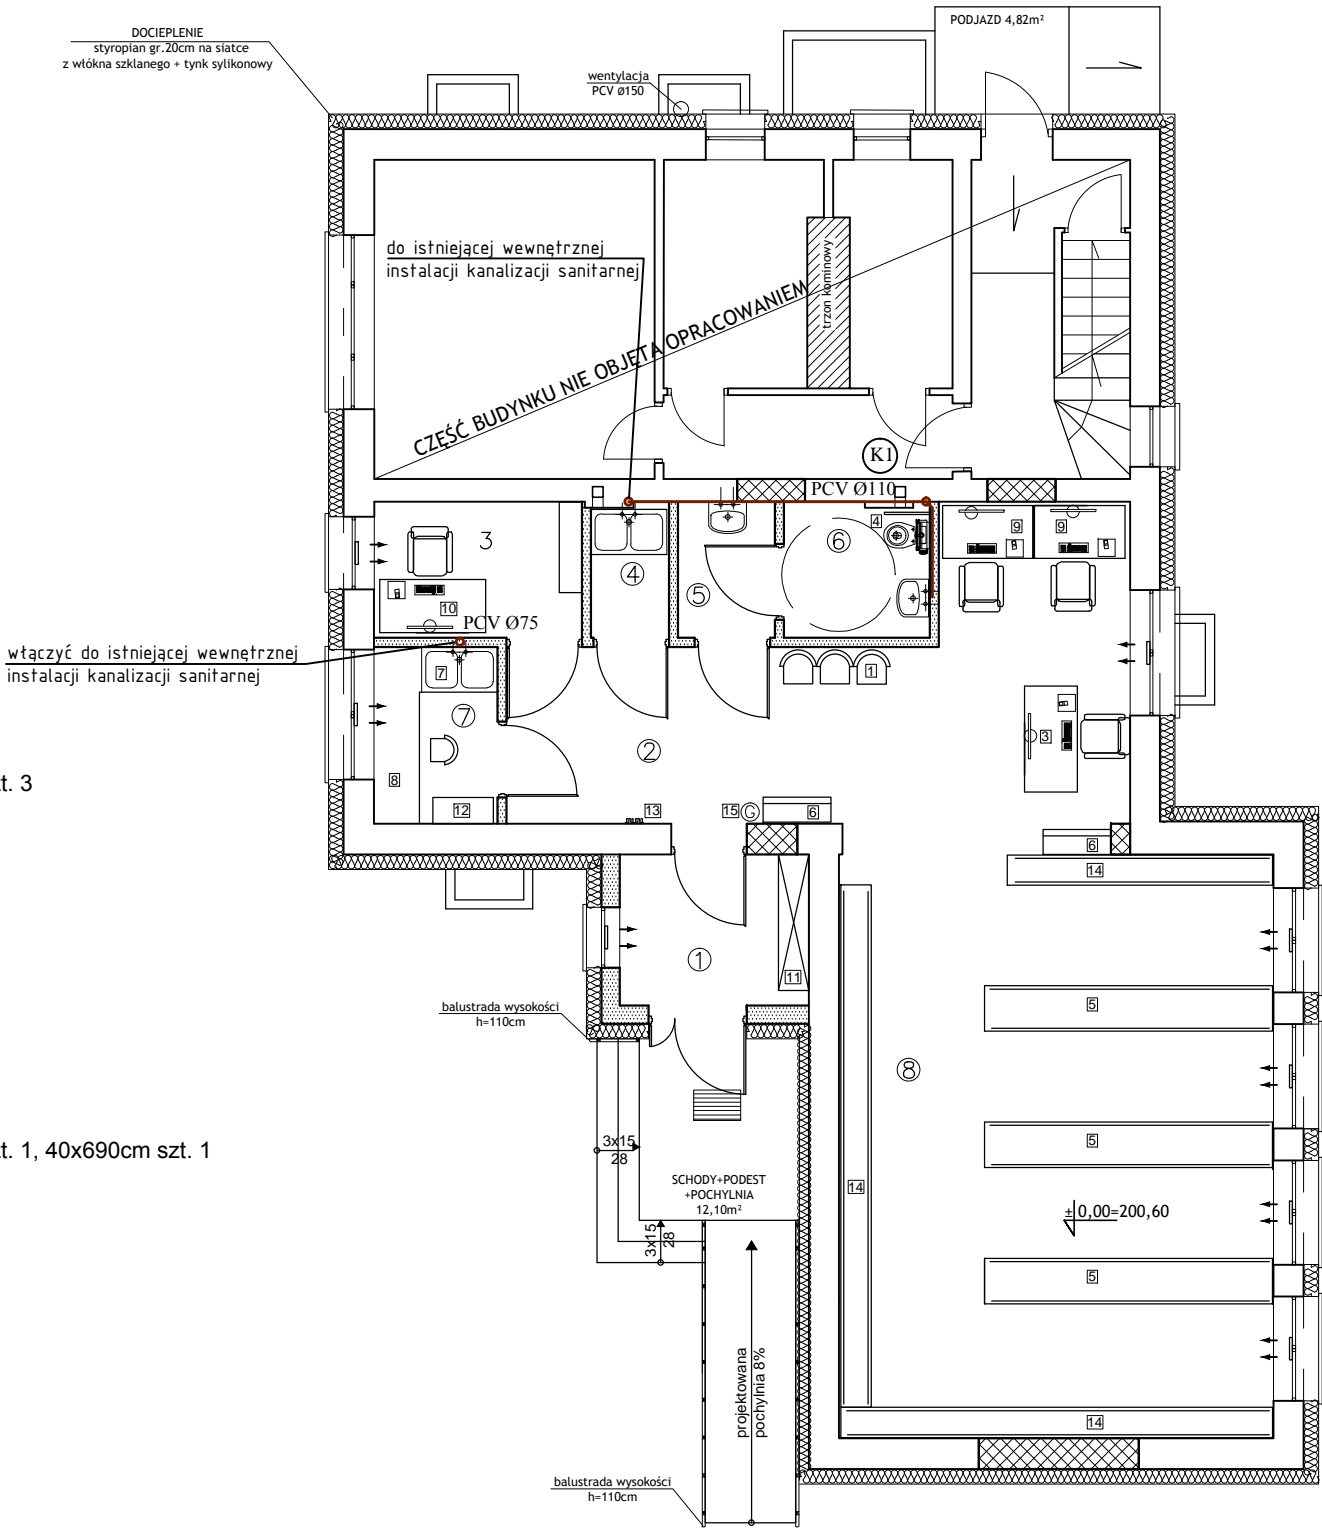 PODJAZD 4,82m²
DOCIEPLENIE
styropian gr.20cm na siatce
z włókna szklanego + tynk sylikonowy
wentylacja
PCV ø150
do istniejącej wewnętrznej
instalacji kanalizacji sanitarnej
trzon kominowy
CZĘŚĆ BUDYNKU NIE OBJĘTA OPRACOWANIEM
K1
PCV Ø110
3
4
5
6
4
9
9
10
PCV Ø75
włączyć do istniejącej wewnętrznej
instalacji kanalizacji sanitarnej
7
1
7
2
3
8
12
13
15
G
6
6
t. 3
14
1
11
balustrada wysokości
h=110cm
5
8
3x15
28
t. 1, 40x690cm szt. 1
5
SCHODY+PODEST
+POCHYLNIA
12,10m²
14
± 0,00=200,60
3x15
28
5
projektowana
pochylnia 8%
14
balustrada wysokości
h=110cm